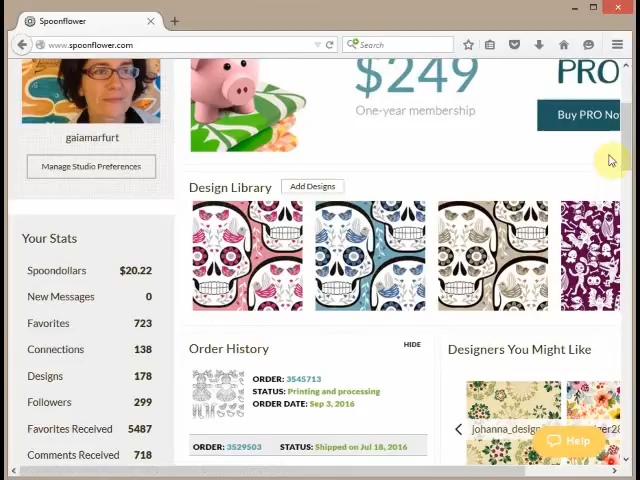 Spoonflower
www.spoonflower.com
Search
$249
One-year membership
PRO
Buy PRO No
gaiamarfurt
Manage Studio Preferences
Design Library
Add Designs
Your Stats
Spoondollars $20.22
New Messages 0
Favorites 723
Connections 138
Designs 178
Followers 299
Favorites Received 5487
Comments Received 718
Order History
HIDE
ORDER: 3545713
STATUS: Printing and processing
ORDER DATE: Sep 3, 2016
ORDER: 3529503 STATUS: Shipped on Jul 18, 2016
Designers You Might Like
johanna_design
Help